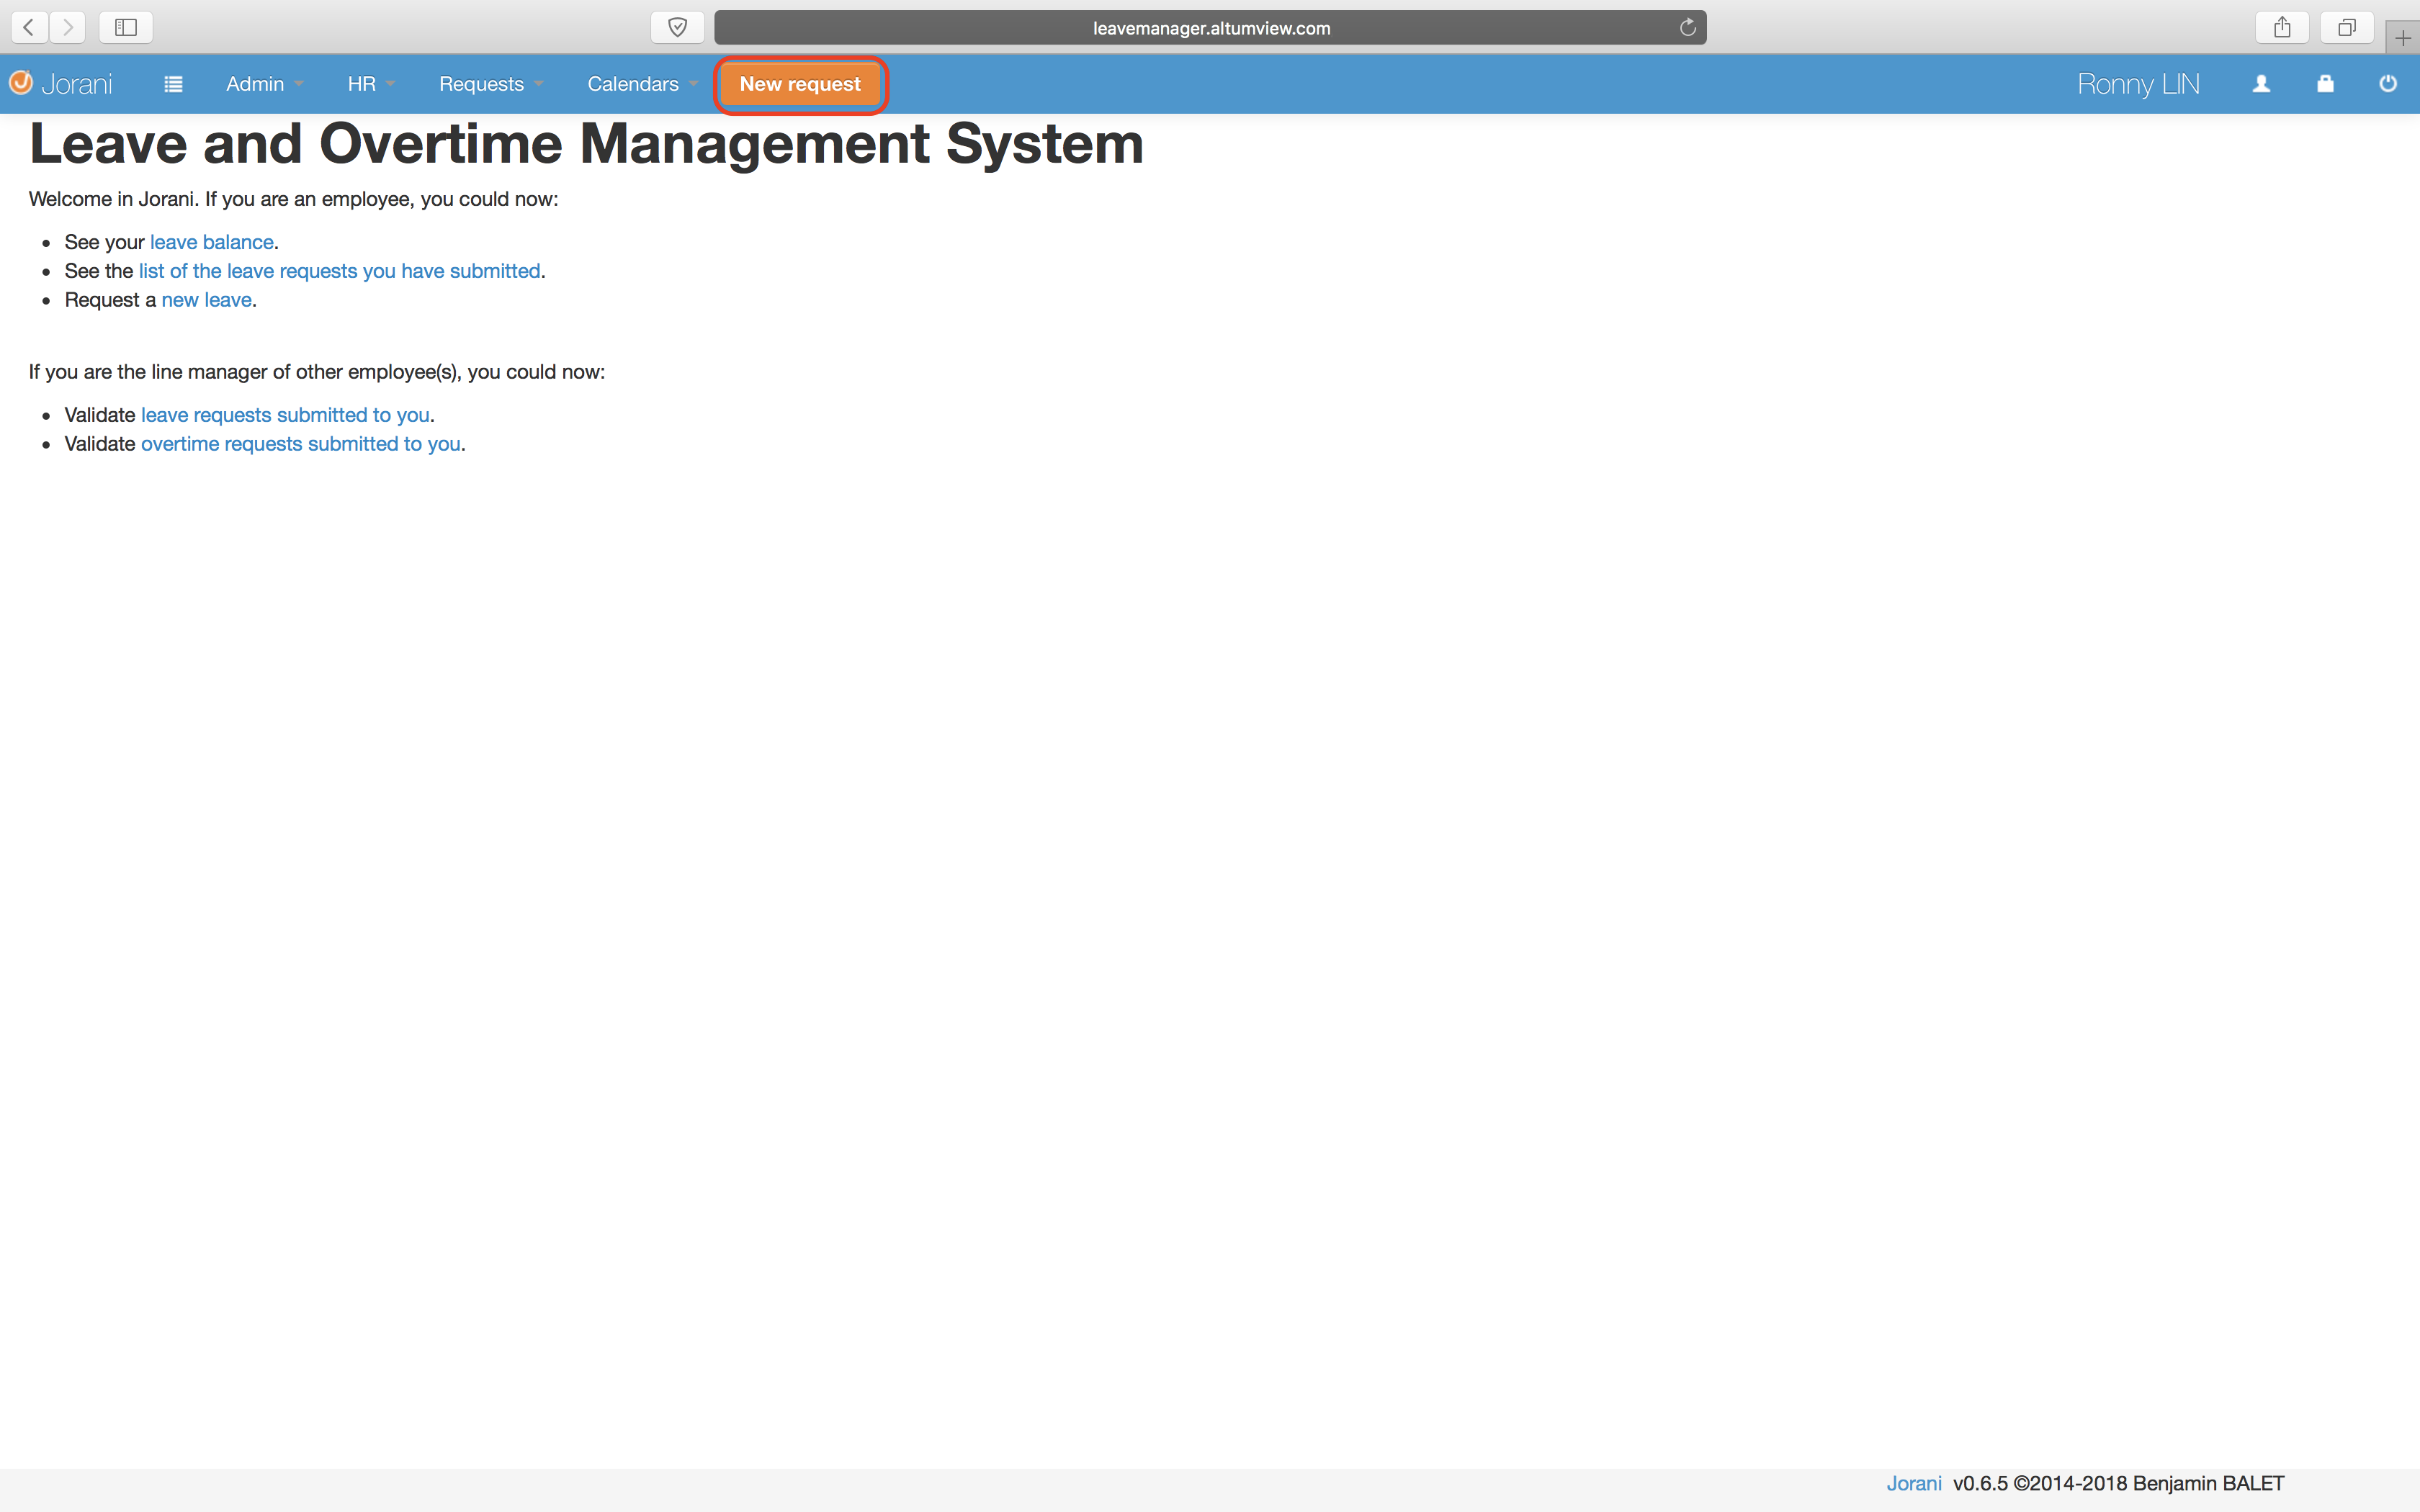 leavemanager.altumview.com
Jorani Admin HR Requests Calendars New request Ronny LIN
Leave and Overtime Management System
Welcome in Jorani. If you are an employee, you could now:
See your leave balance.
See the list of the leave requests you have submitted.
Request a new leave.
If you are the line manager of other employee(s), you could now:
Validate leave requests submitted to you.
Validate overtime requests submitted to you.
Jorani v0.6.5 ©2014-2018 Benjamin BALET